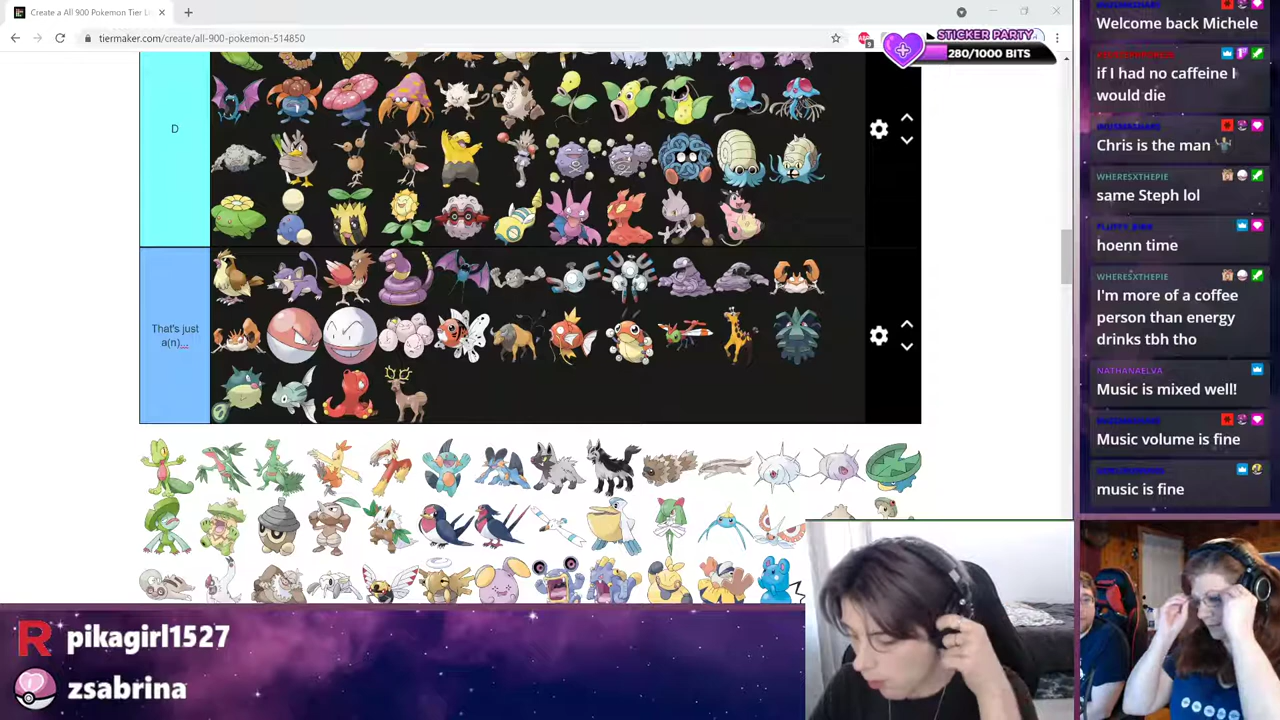 Create a All 900 Pokemon Tier Li
tiermaker.com/create/all-900-pokemon-514850
9
STICKER PARTY
280/1000 BITS
D
That's just
a(n)...
R pikagirl1527
zsabrina
Welcome back Michele
if I had no caffeine I
would die
Chris is the man
WHERESXTHEPIE
same Steph lol
hoenn time
WHERESXTHEPIE
I'm more of a coffee
person than energy
drinks tbh tho
NATHANAELVA
Music is mixed well!
Music volume is fine
music is fine